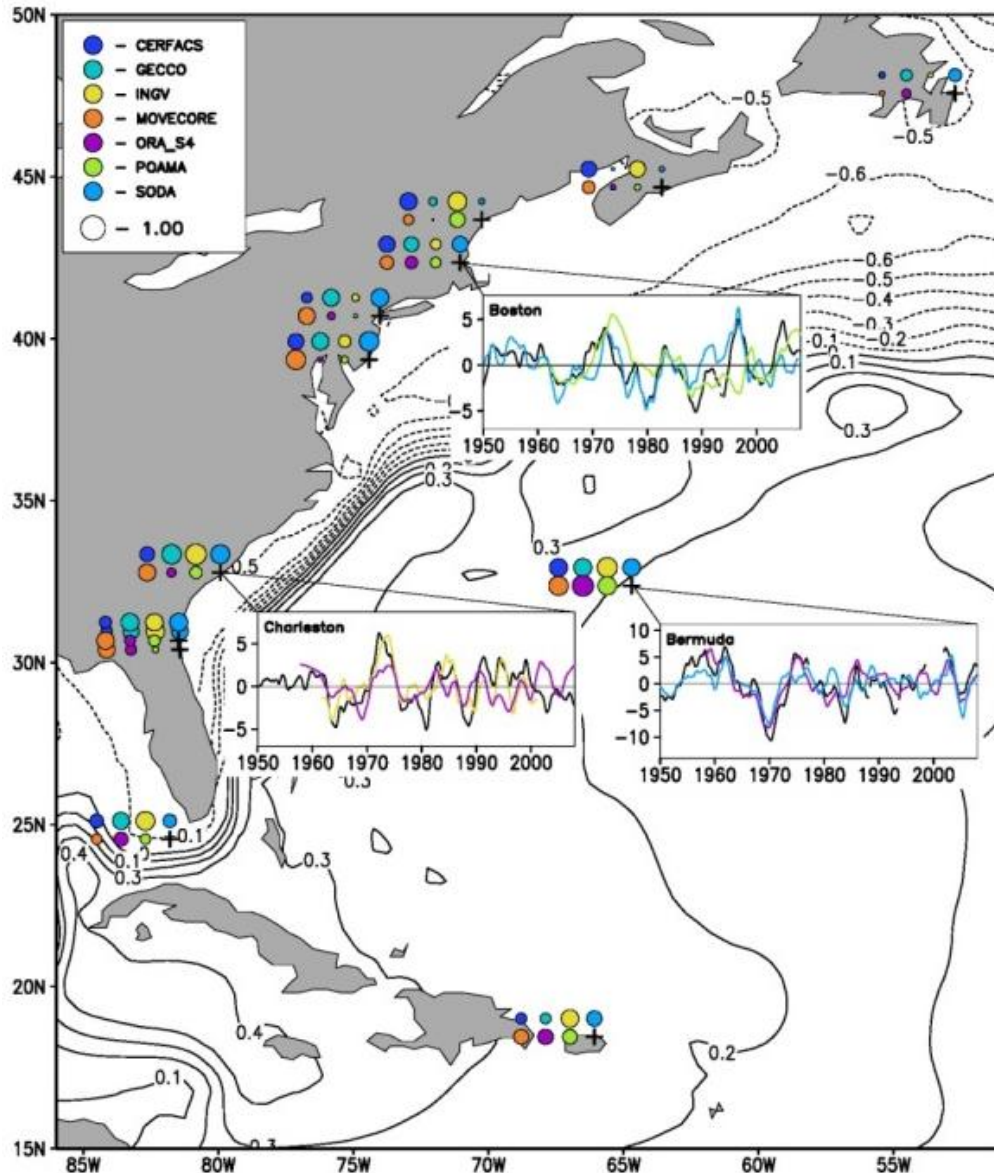 50N
– CERFACS
– GECCO
– INGV
– MOVECORE
– ORA_S4
– POAMA
– SODA
– 1.00
-0.5
-0.5
45N
-0.6
-0.6
-0.5
-0.4
-0.3
-0.2
-0.1
0.1
40N
Boston
5
0
-5
1950 1960 1970 1980 1990 2000
0.3
0.3
35N
0.3
0.5
Charleston
5
0
-5
1950 1960 1970 1980 1990 2000
Bermuda
10
5
0
-5
-10
1950 1960 1970 1980 1990 2000
30N
-0.3
25N
0.1
0.1
0.3
0.4
0.3
20N
0.4
0.2
0.1
0.3
15N
85W 80W 75W 70W 65W 60W 55W